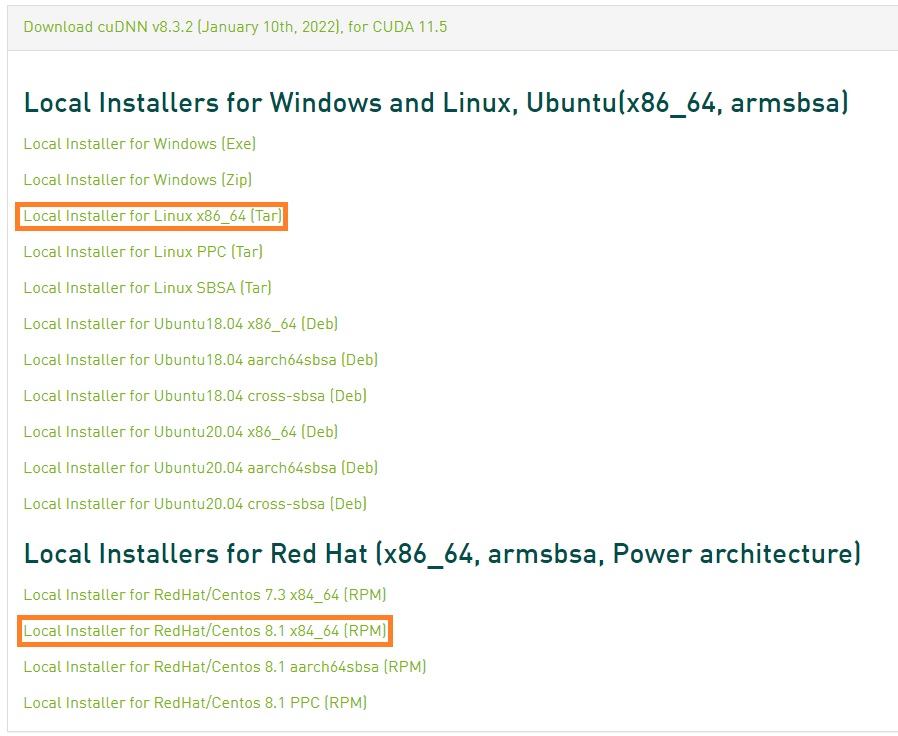 Download cuDNN v8.3.2 (January 10th, 2022), for CUDA 11.5
Local Installers for Windows and Linux, Ubuntu(x86_64, armsbsa)
Local Installer for Windows (Exe)
Local Installer for Windows (Zip)
Local Installer for Linux x86_64 (Tar)
Local Installer for Linux PPC (Tar)
Local Installer for Linux SBSA (Tar)
Local Installer for Ubuntu18.04 x86_64 (Deb)
Local Installer for Ubuntu18.04 aarch64sbsa (Deb)
Local Installer for Ubuntu18.04 cross-sbsa (Deb)
Local Installer for Ubuntu20.04 x86_64 (Deb)
Local Installer for Ubuntu20.04 aarch64sbsa (Deb)
Local Installer for Ubuntu20.04 cross-sbsa (Deb)
Local Installers for Red Hat (x86_64, armsbsa, Power architecture)
Local Installer for RedHat/Centos 7.3 x84_64 (RPM)
Local Installer for RedHat/Centos 8.1 x84_64 (RPM)
Local Installer for RedHat/Centos 8.1 aarch64sbsa (RPM)
Local Installer for RedHat/Centos 8.1 PPC (RPM)